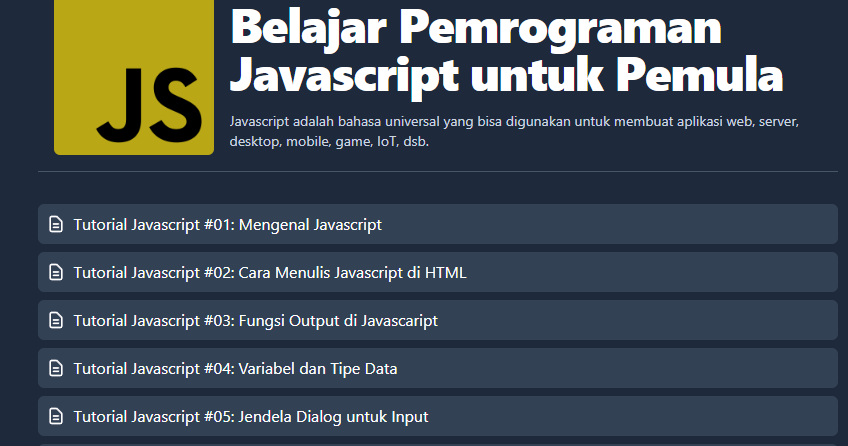 JS
Belajar Pemrograman
Javascript untuk Pemula
Javascript adalah bahasa universal yang bisa digunakan untuk membuat aplikasi web, server,
desktop, mobile, game, IoT, dsb.
Tutorial Javascript #01: Mengenal Javascript
Tutorial Javascript #02: Cara Menulis Javascript di HTML
Tutorial Javascript #03: Fungsi Output di Javascaript
Tutorial Javascript #04: Variabel dan Tipe Data
Tutorial Javascript #05: Jendela Dialog untuk Input